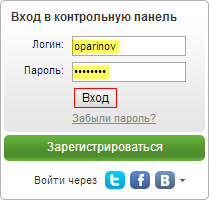 Вход в контрольную панель
Логин: oparinov
Пароль: ••••••••
Вход
Забыли пароль?
Зарегистрироваться
Войти через